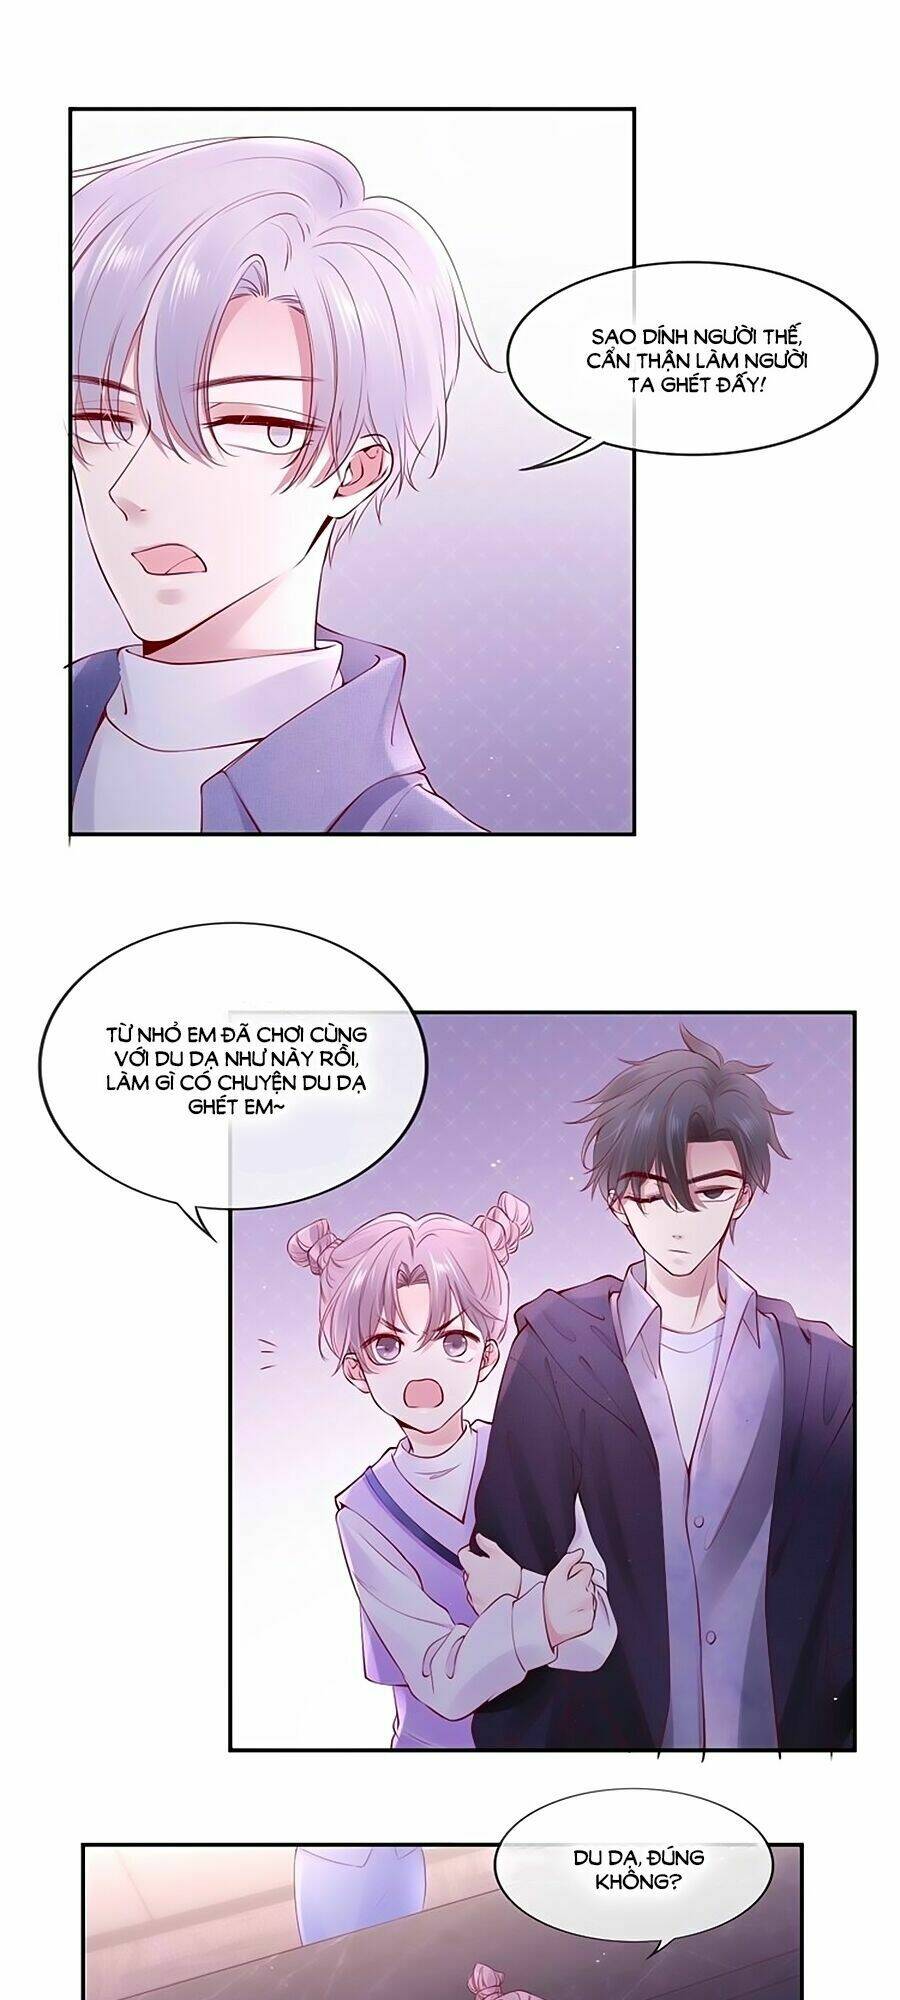 SAO DÍNH NGƯỜI THẾ,
CẨN THẬN LÀM NGƯỜI
TA GHÉT ĐẤY!
TỪ NHỎ EM ĐÃ CHƠI CÙNG
VỚI DU DẠ NHƯ NÀY RỒI,
LÀM GÌ CÓ CHUYỆN DU DẠ
GHÉT EM~
DU DẠ, ĐÚNG
KHÔNG?